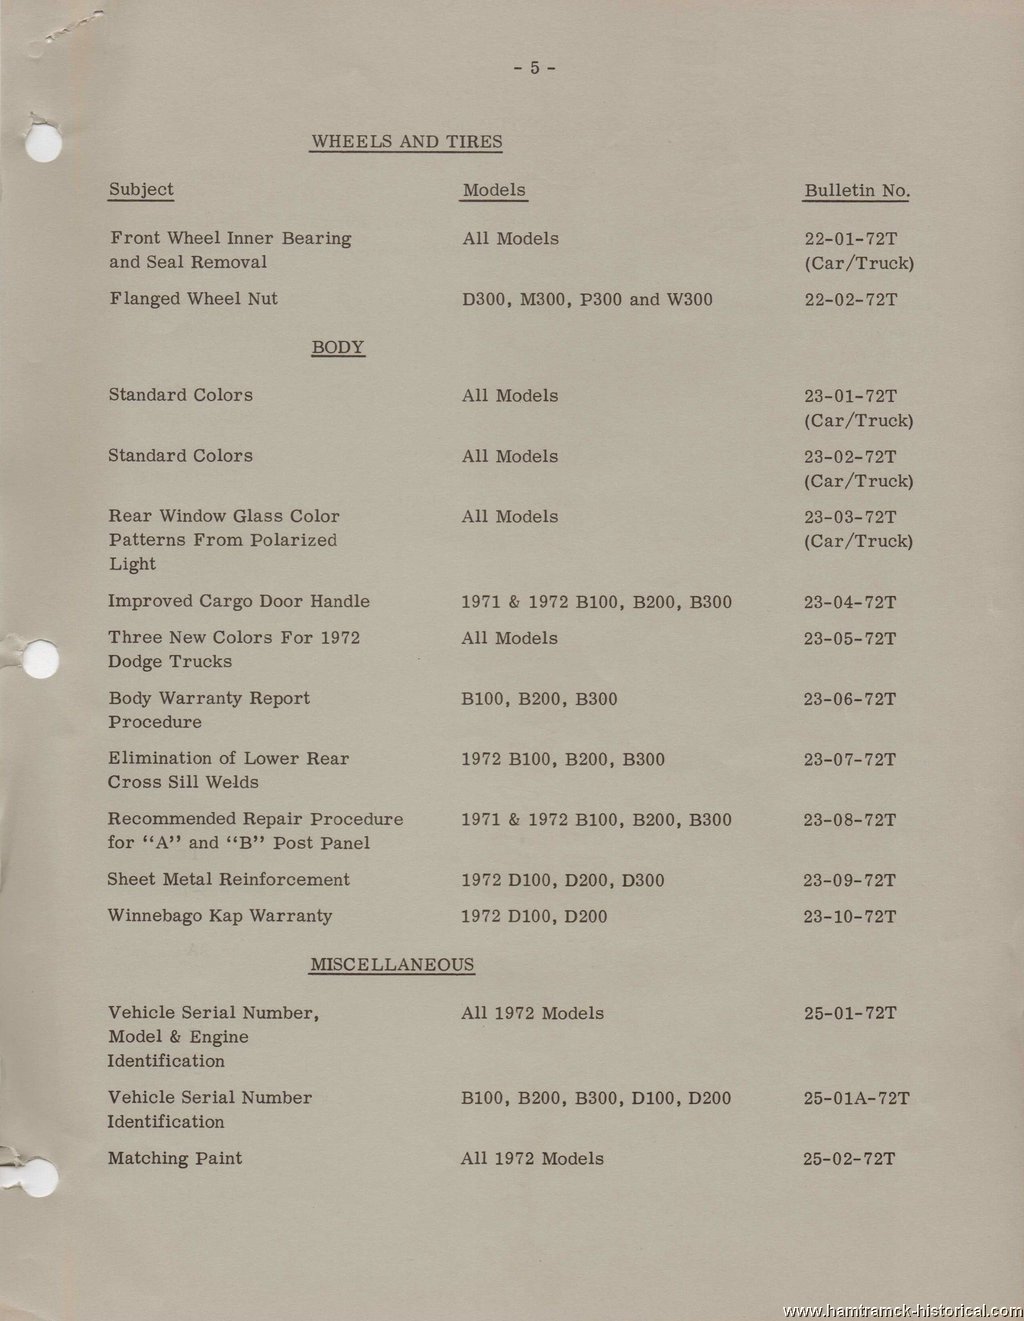 - 5 -
WHEELS AND TIRES
Subject Models Bulletin No.
Front Wheel Inner Bearing All Models 22-01-72T
and Seal Removal (Car/Truck)
Flanged Wheel Nut D300, M300, P300 and W300 22-02-72T
BODY
Standard Colors All Models 23-01-72T
(Car/Truck)
Standard Colors All Models 23-02-72T
(Car/Truck)
Rear Window Glass Color All Models 23-03-72T
Patterns From Polarized (Car/Truck)
Light
Improved Cargo Door Handle 1971 & 1972 B100, B200, B300 23-04-72T
Three New Colors For 1972 All Models 23-05-72T
Dodge Trucks
Body Warranty Report B100, B200, B300 23-06-72T
Procedure
Elimination of Lower Rear 1972 B100, B200, B300 23-07-72T
Cross Sill Welds
Recommended Repair Procedure 1971 & 1972 B100, B200, B300 23-08-72T
for “A” and “B” Post Panel
Sheet Metal Reinforcement 1972 D100, D200, D300 23-09-72T
Winnebago Kap Warranty 1972 D100, D200 23-10-72T
MISCELLANEOUS
Vehicle Serial Number, All 1972 Models 25-01-72T
Model & Engine
Identification
Vehicle Serial Number B100, B200, B300, D100, D200 25-01A-72T
Identification
Matching Paint All 1972 Models 25-02-72T
www.hamtramck-historical.com